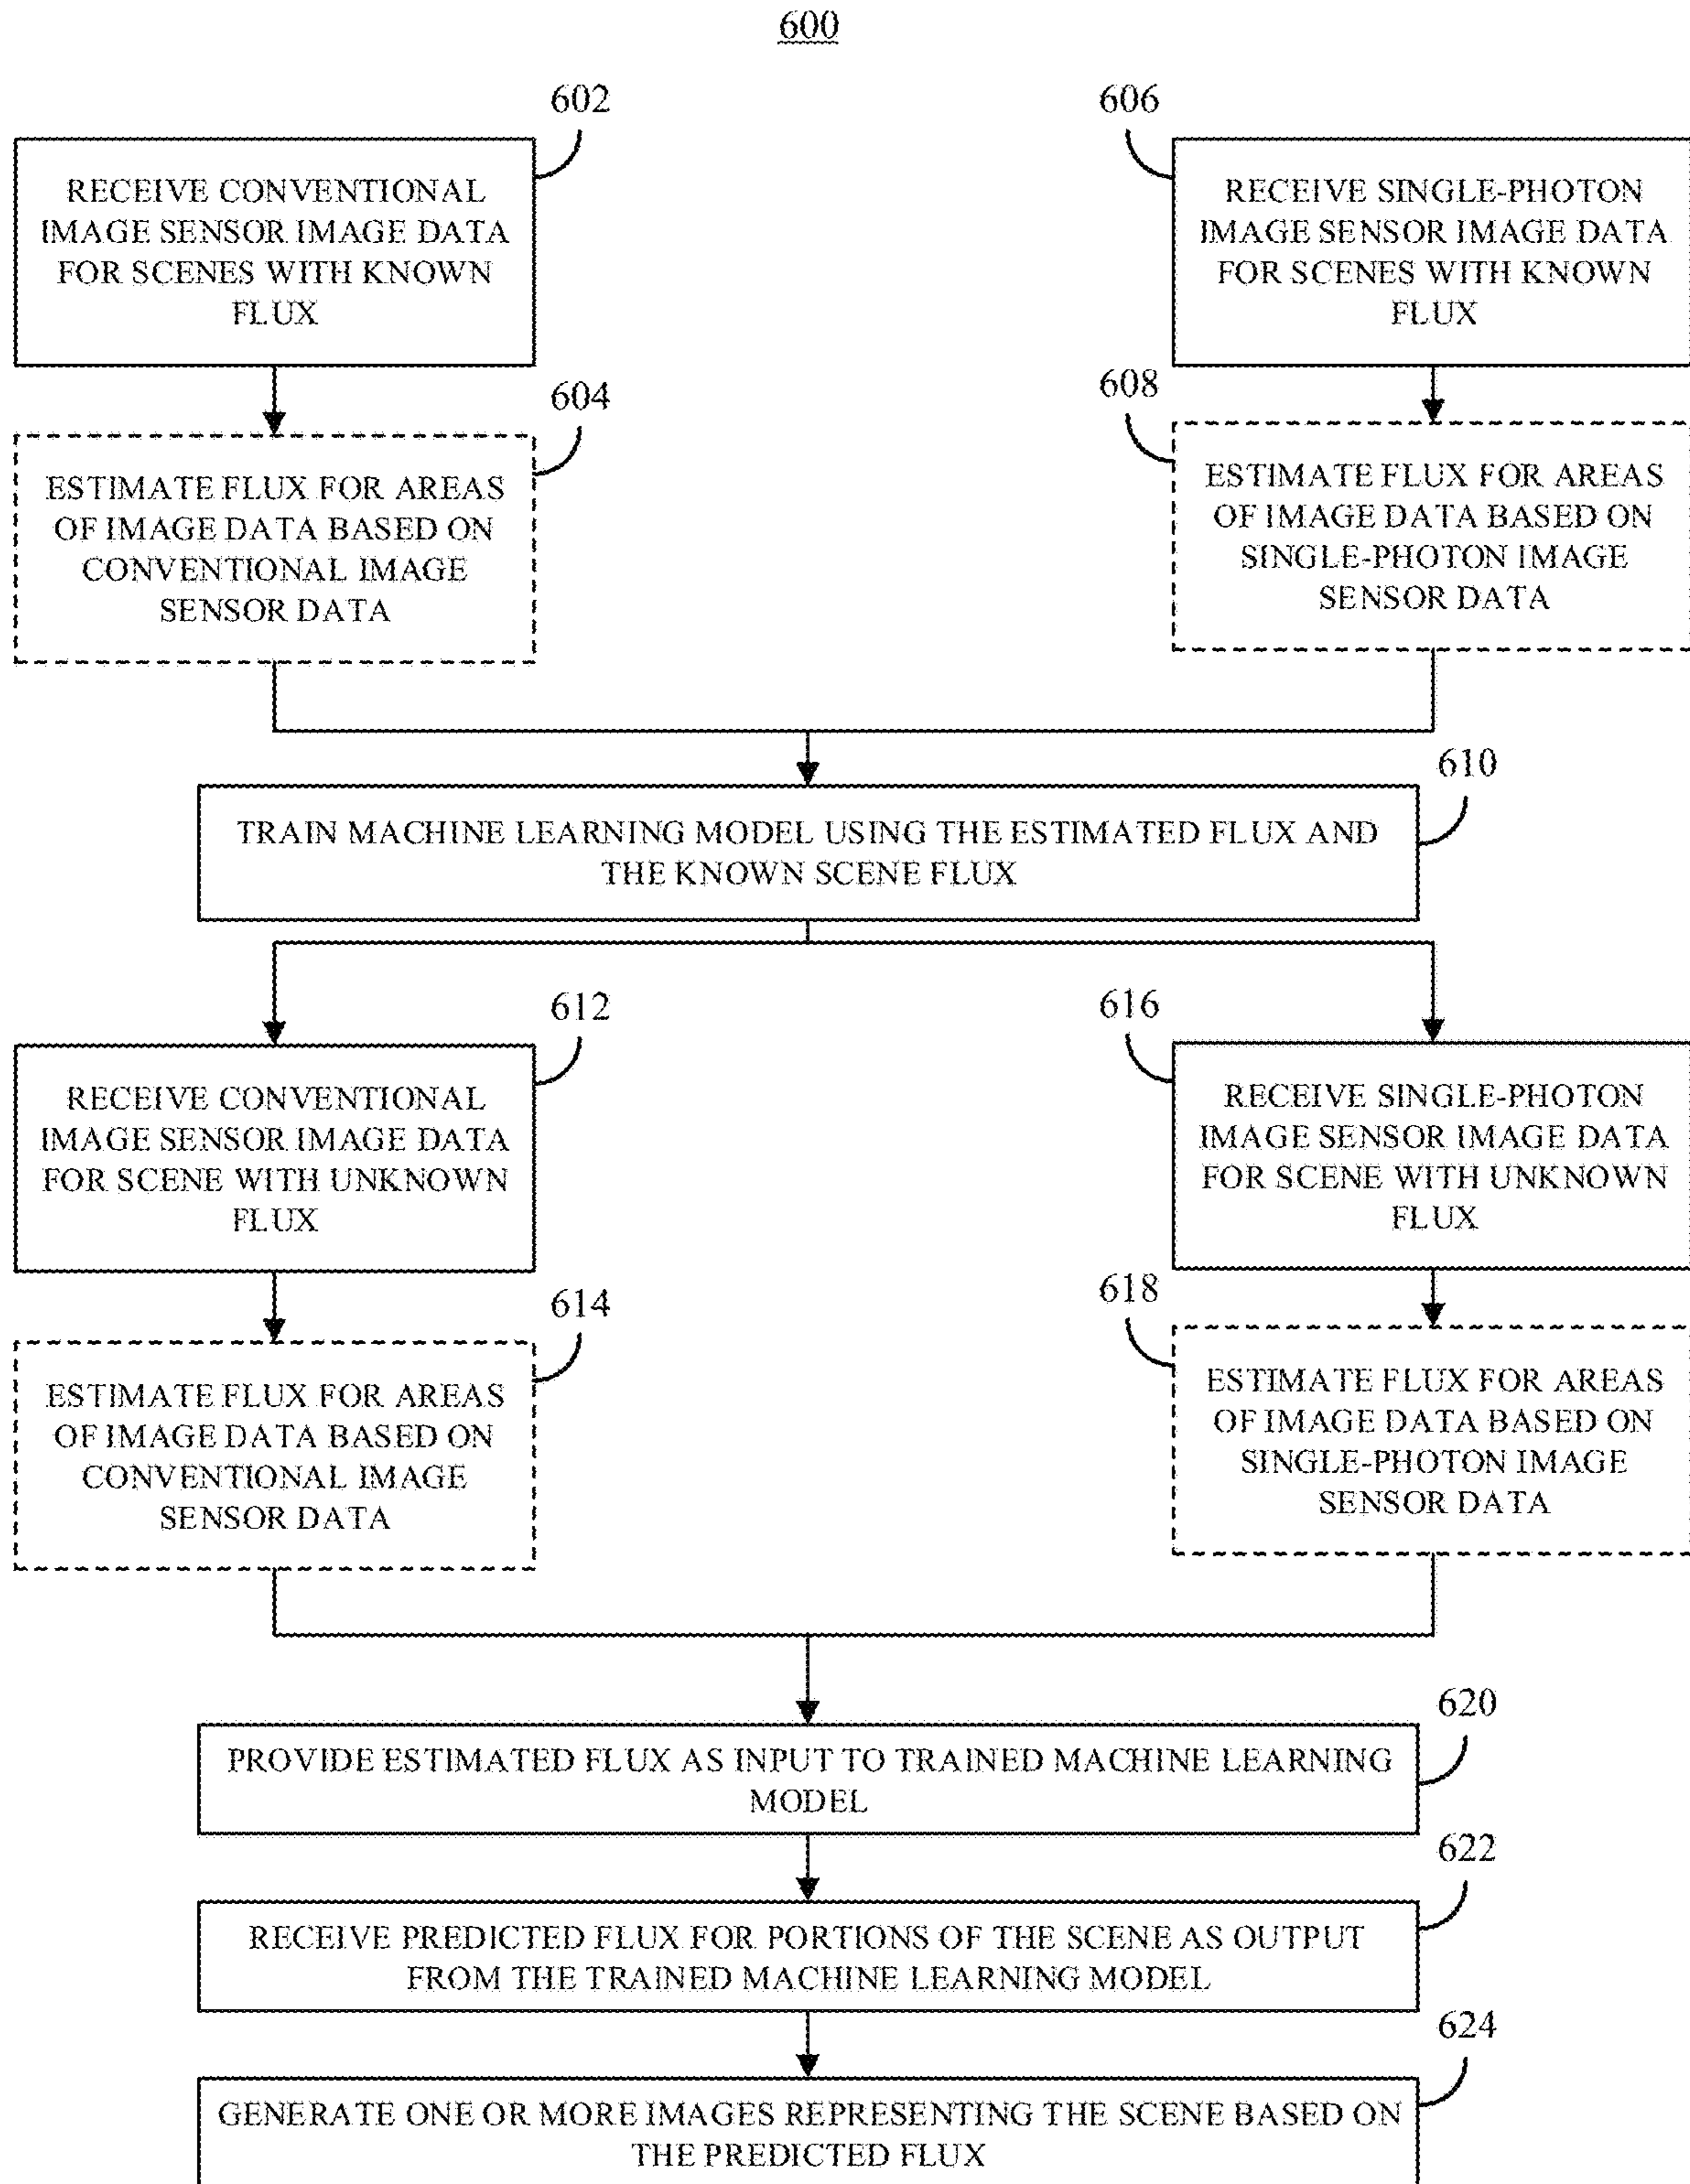 600
602
RECEIVE CONVENTIONAL
IMAGE SENSOR IMAGE DATA
FOR SCENES WITH KNOWN
FLUX
606
RECEIVE SINGLE-PHOTON
IMAGE SENSOR IMAGE DATA
FOR SCENES WITH KNOWN
FLUX
604
ESTIMATE FLUX FOR AREAS
OF IMAGE DATA BASED ON
CONVENTIONAL IMAGE
SENSOR DATA
608
ESTIMATE FLUX FOR AREAS
OF IMAGE DATA BASED ON
SINGLE-PHOTON IMAGE
SENSOR DATA
610
TRAIN MACHINE LEARNING MODEL USING THE ESTIMATED FLUX AND
THE KNOWN SCENE FLUX
612
RECEIVE CONVENTIONAL
IMAGE SENSOR IMAGE DATA
FOR SCENE WITH UNKNOWN
FLUX
616
RECEIVE SINGLE-PHOTON
IMAGE SENSOR IMAGE DATA
FOR SCENE WITH UNKNOWN
FLUX
614
ESTIMATE FLUX FOR AREAS
OF IMAGE DATA BASED ON
CONVENTIONAL IMAGE
SENSOR DATA
618
ESTIMATE FLUX FOR AREAS
OF IMAGE DATA BASED ON
SINGLE-PHOTON IMAGE
SENSOR DATA
620
PROVIDE ESTIMATED FLUX AS INPUT TO TRAINED MACHINE LEARNING
MODEL
622
RECEIVE PREDICTED FLUX FOR PORTIONS OF THE SCENE AS OUTPUT
FROM THE TRAINED MACHINE LEARNING MODEL
624
GENERATE ONE OR MORE IMAGES REPRESENTING THE SCENE BASED ON
THE PREDICTED FLUX